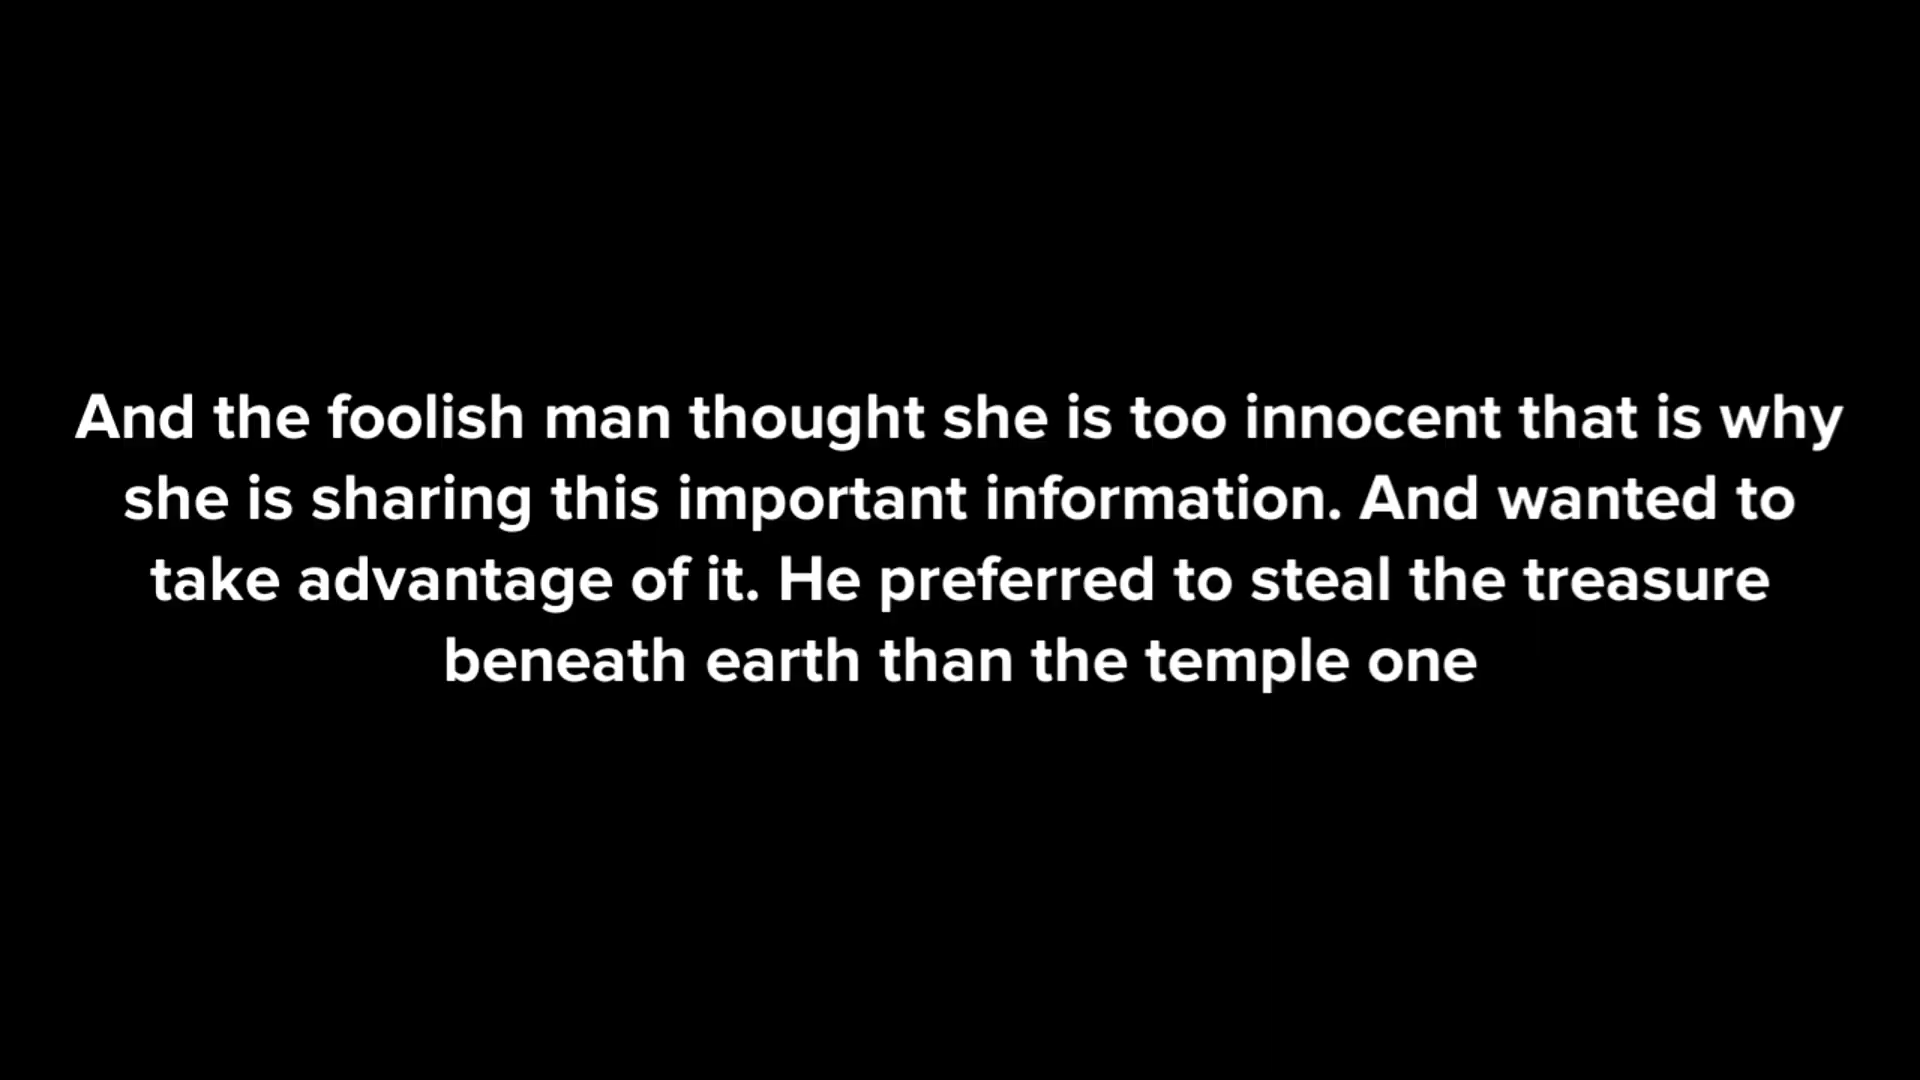 And the foolish man thought she is too innocent that is why
she is sharing this important information. And wanted to
take advantage of it. He preferred to steal the treasure
beneath earth than the temple one